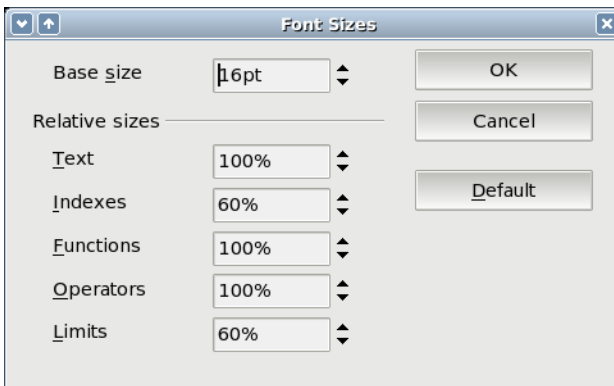 Font Sizes
Base size 16pt
OK
Relative sizes
Cancel
Text 100%
Default
Indexes 60%
Functions 100%
Operators 100%
Limits 60%